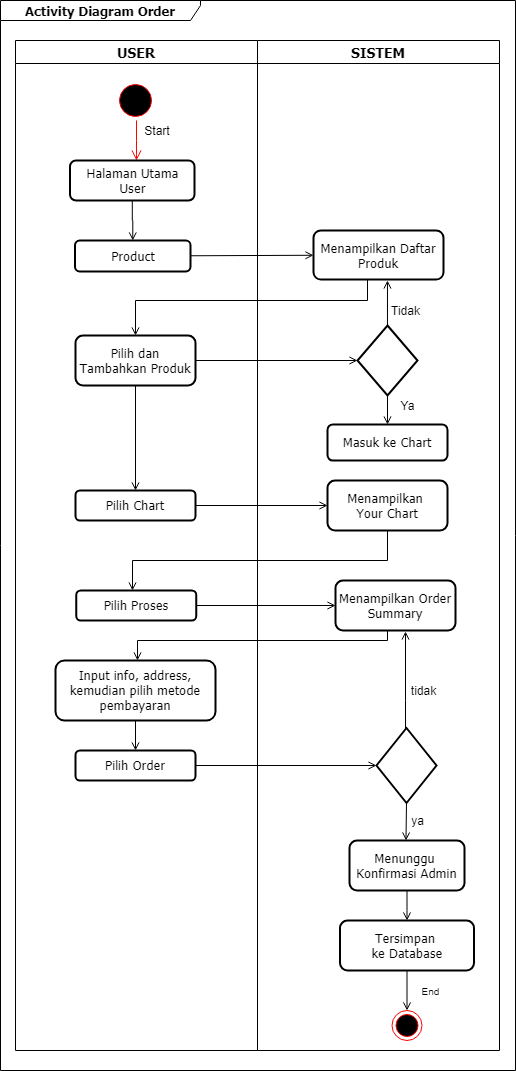 Activity Diagram Order
USER
SISTEM
Start
Halaman Utama
User
Product
Menampilkan Daftar
Produk
Tidak
Pilih dan
Tambahkan Produk
Ya
Masuk ke Chart
Pilih Chart
Menampilkan
Your Chart
Pilih Proses
Menampilkan Order
Summary
Input info, address,
kemudian pilih metode
pembayaran
tidak
Pilih Order
ya
Menunggu
Konfirmasi Admin
Tersimpan
ke Database
End